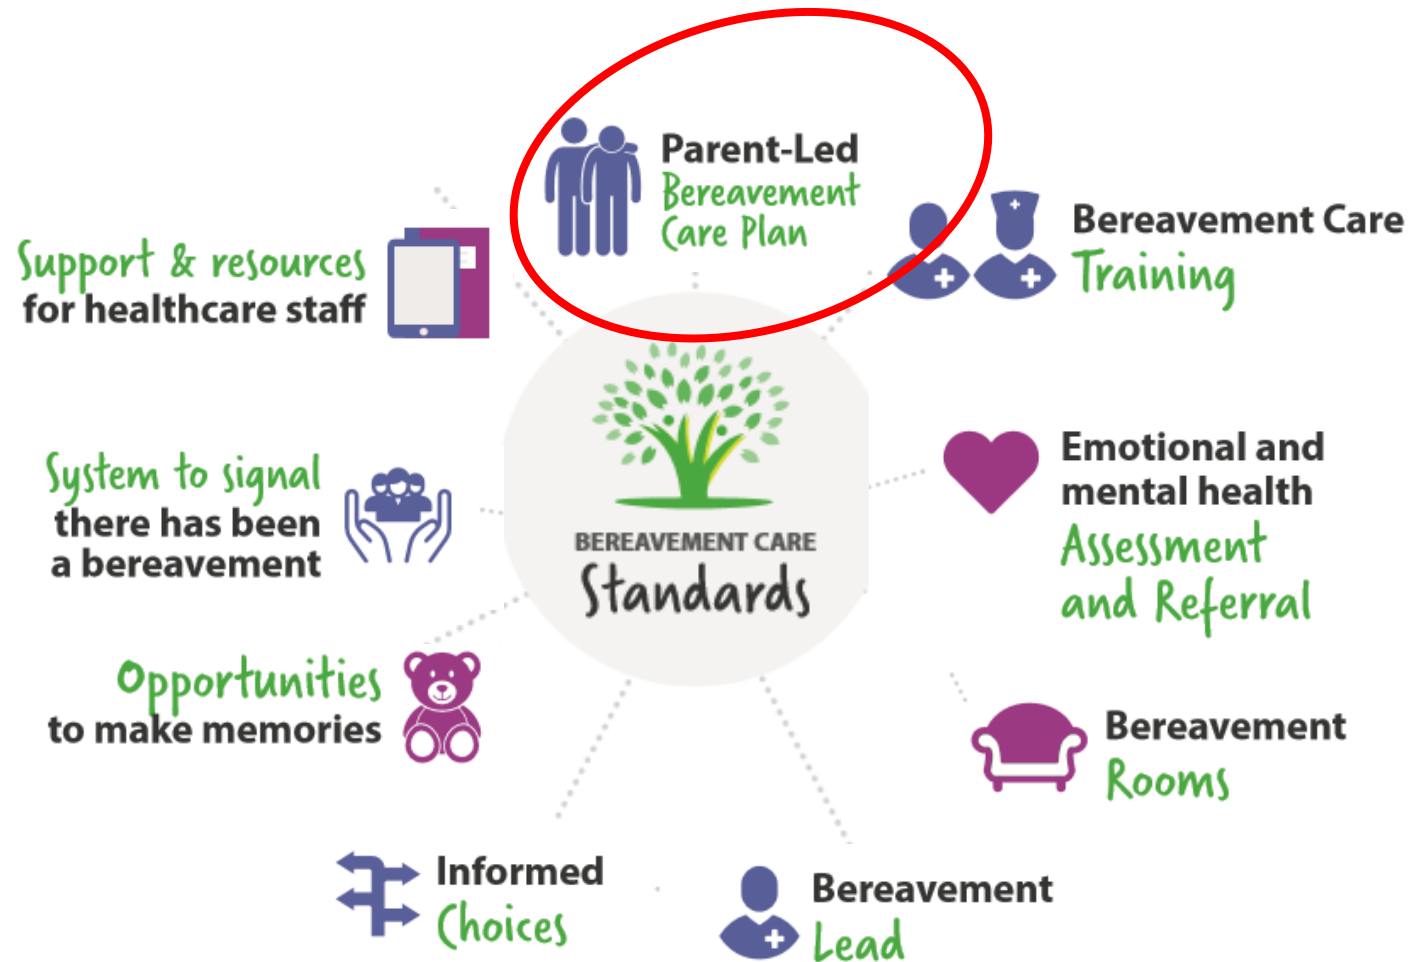 Parent-Led
Bereavement
Care Plan
Bereavement Care
Training
Emotional and
mental health
Assessment
and Referral
Bereavement
Rooms
Bereavement
Lead
Informed
Choices
Opportunities
to make memories
System to signal
there has been
a bereavement
Support & resources
for healthcare staff
BEREAVEMENT CARE
Standards